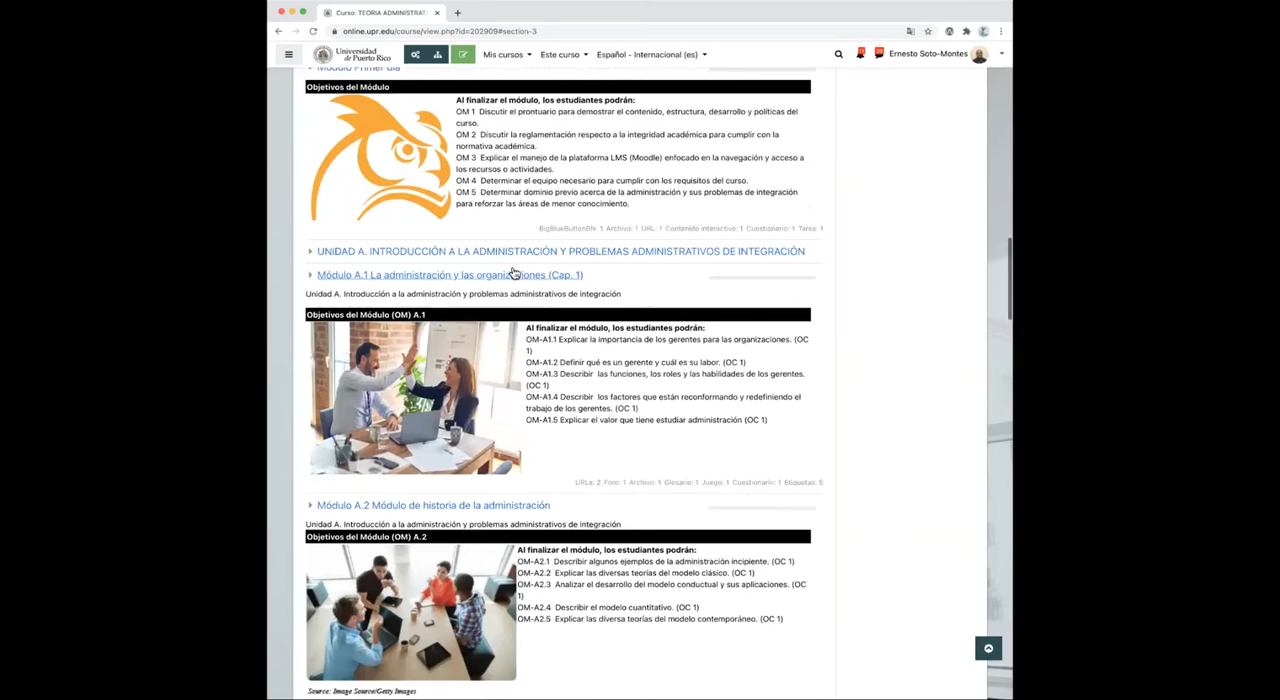 Curso: TEORIA ADMINISTRATI
online.upr.edu/course/view.php?id=202909#section-3
Universidad
de Puerto Rico
Mis cursos
Este curso
Español - Internacional (es)
Ernesto Soto-Montes
Módulo Primer día
Objetivos del Módulo
Al finalizar el módulo, los estudiantes podrán:
OM 1 Discutir el prontuario para demostrar el contenido, estructura, desarrollo y políticas del
curso.
OM 2 Discutir la reglamentación respecto a la integridad académica para cumplir con la
normativa académica.
OM 3 Explicar el manejo de la plataforma LMS (Moodle) enfocado en la navegación y acceso a
los recursos o actividades.
OM 4 Determinar el equipo necesario para cumplir con los requisitos del curso.
OM 5 Determinar dominio previo acerca de la administración y sus problemas de integración
para reforzar las áreas de menor conocimiento.
BigBlueButtonBN: 1 Archivo: 1 URL: 1 Contenido interactivo: 1 Cuestionario: 1 Tarea: 1
UNIDAD A. INTRODUCCIÓN A LA ADMINISTRACIÓN Y PROBLEMAS ADMINISTRATIVOS DE INTEGRACIÓN
Módulo A.1 La administración y las organizaciones (Cap. 1)
Unidad A. Introducción a la administración y problemas administrativos de integración
Objetivos del Módulo (OM) A.1
Al finalizar el módulo, los estudiantes podrán:
OM-A1.1 Explicar la importancia de los gerentes para las organizaciones. (OC
1)
OM-A1.2 Definir qué es un gerente y cuál es su labor. (OC 1)
OM-A1.3 Describir las funciones, los roles y las habilidades de los gerentes.
(OC 1)
OM-A1.4 Describir los factores que están reconformando y redefiniendo el
trabajo de los gerentes. (OC 1)
OM-A1.5 Explicar el valor que tiene estudiar administración (OC 1)
URLs: 2 Foro: 1 Archivo: 1 Glosario: 1 Juego: 1 Cuestionario: 1 Etiquetas: 5
Módulo A.2 Módulo de historia de la administración
Unidad A. Introducción a la administración y problemas administrativos de integración
Objetivos del Módulo (OM) A.2
Al finalizar el módulo, los estudiantes podrán:
OM-A2.1 Describir algunos ejemplos de la administración incipiente. (OC 1)
OM-A2.2 Explicar las diversas teorías del modelo clásico. (OC 1)
OM-A2.3 Analizar el desarrollo del modelo conductual y sus aplicaciones. (OC
1)
OM-A2.4 Describir el modelo cuantitativo. (OC 1)
OM-A2.5 Explicar las diversa teorías del modelo contemporáneo. (OC 1)
Source: Image Source/Getty Images